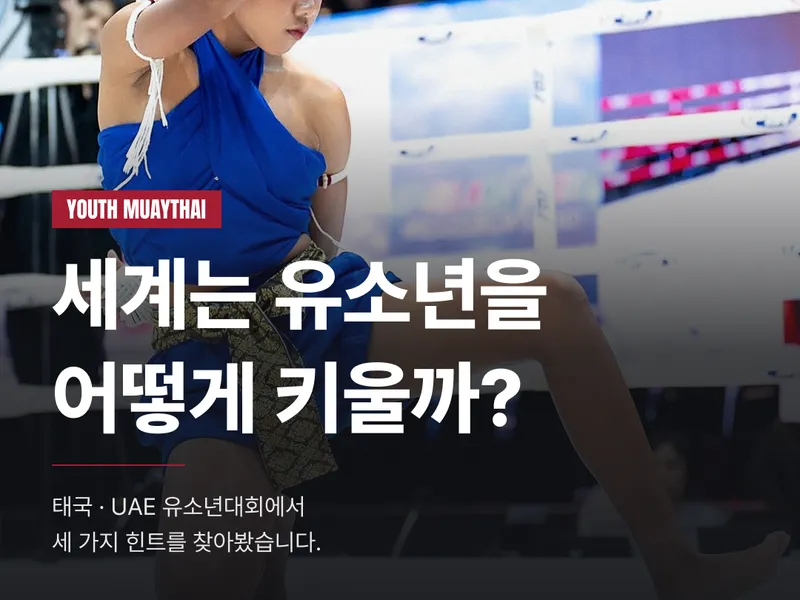 YOUTH MUAYTHAI
세계는 유소년을
어떻게 키울까?
태국 · UAE 유소년대회에서
세 가지 힌트를 찾아봤습니다.